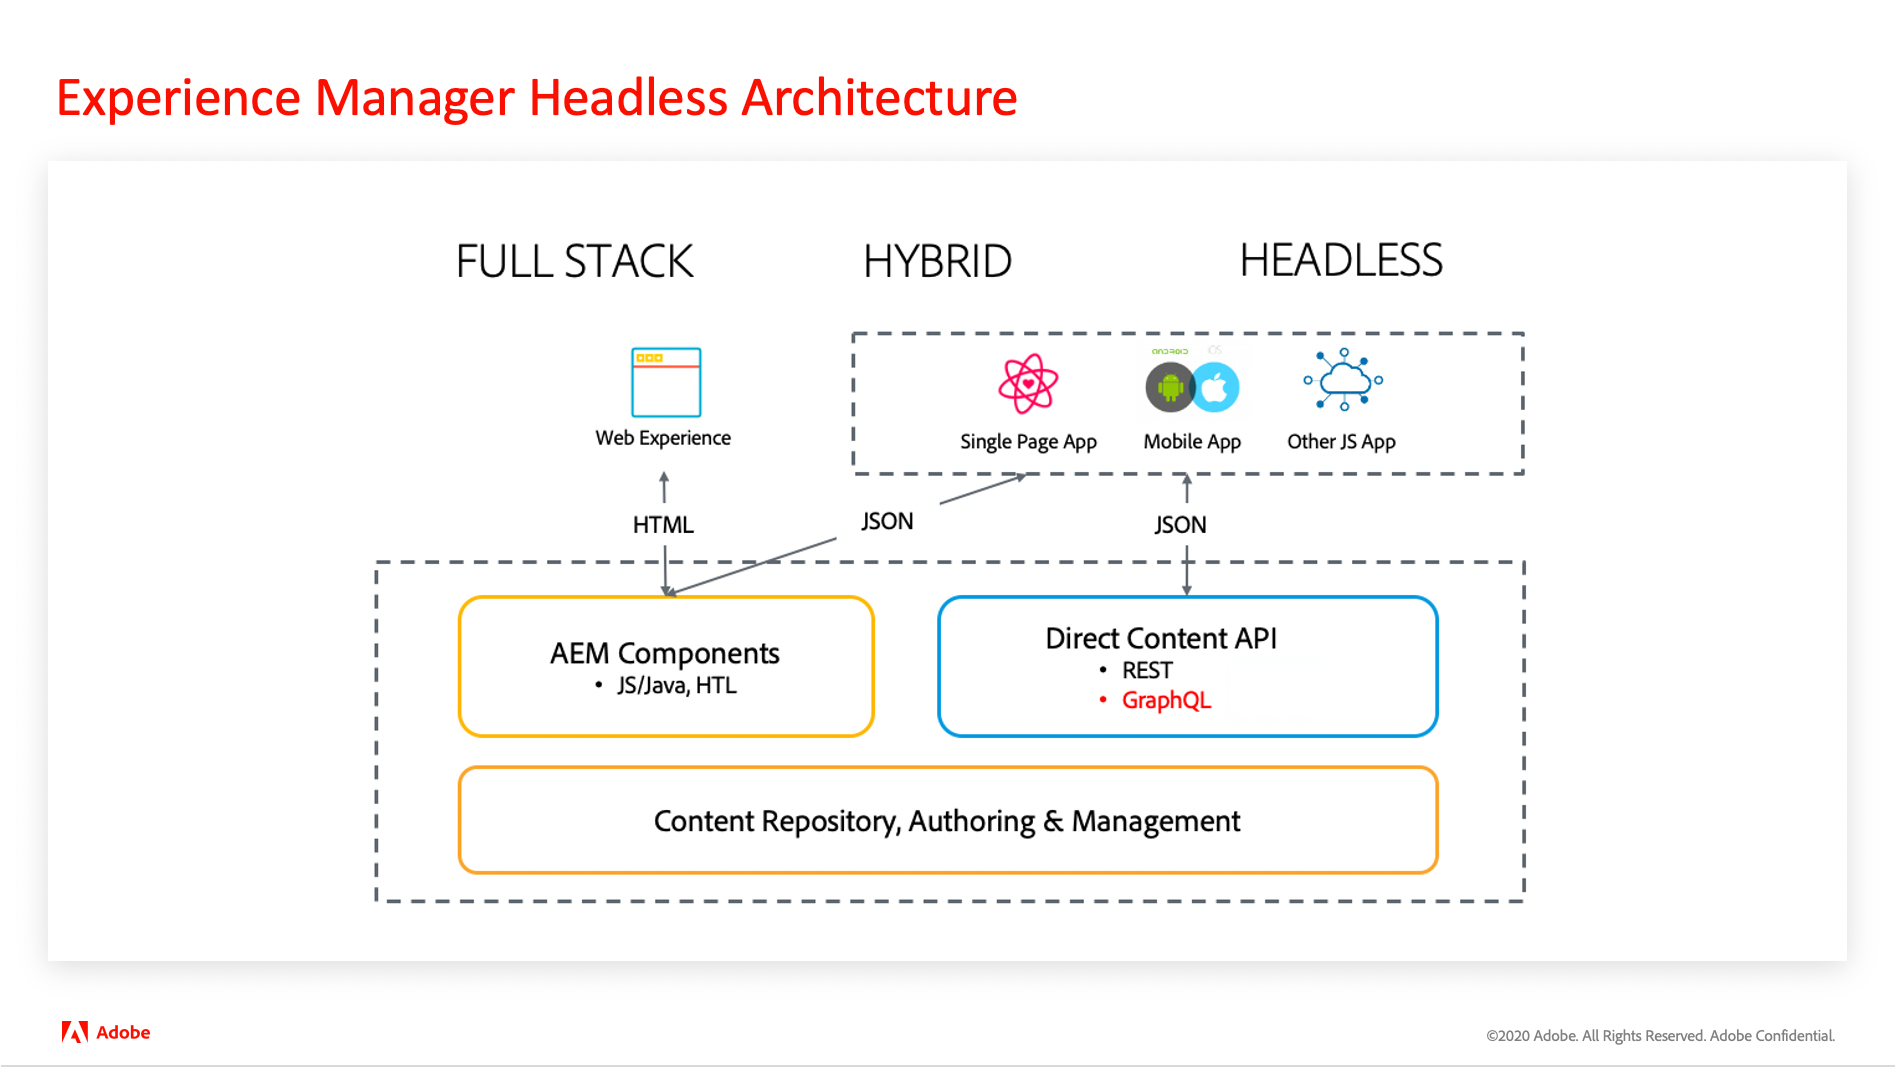 Experience Manager Headless Architecture
FULL STACK
HYBRID
HEADLESS
ANDROID
iOS
Web Experience
Single Page App
Mobile App
Other JS App
HTML
JSON
JSON
AEM Components
• JS/Java, HTL
Direct Content API
• REST
• GraphQL
Content Repository, Authoring & Management
Adobe
©2020 Adobe. All Rights Reserved. Adobe Confidential.